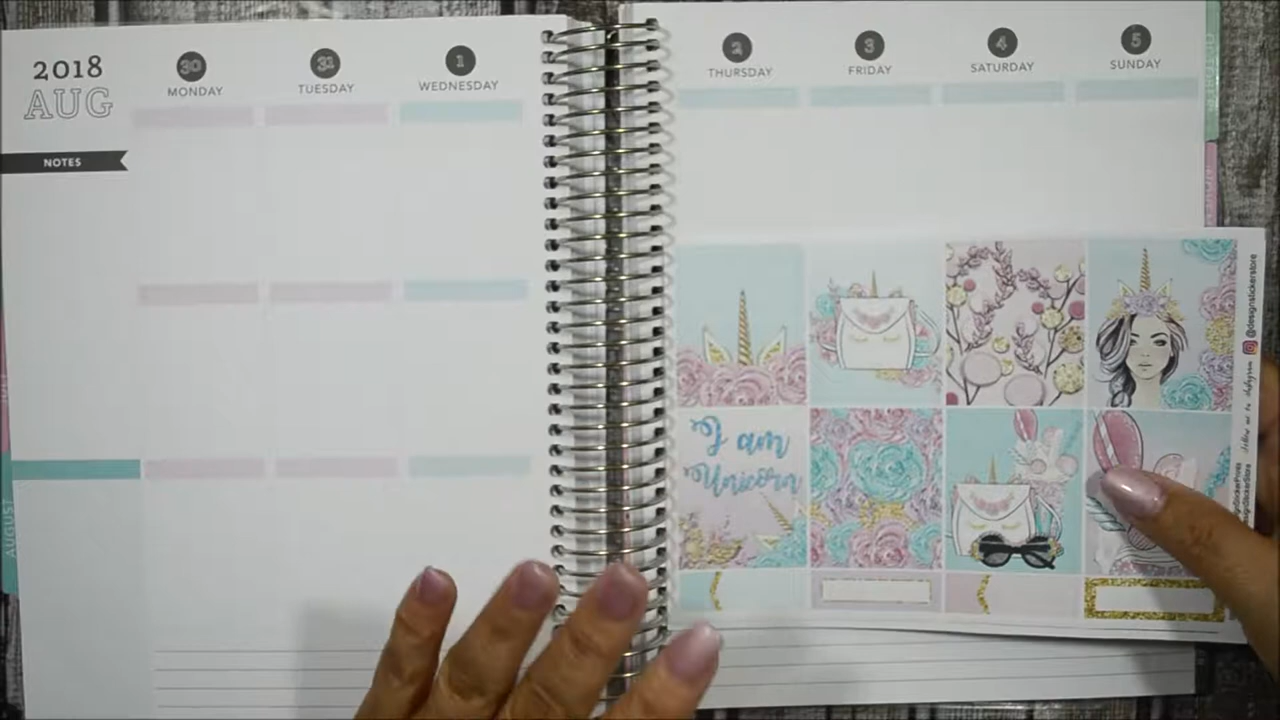 2018
AUG
NOTES
30
MONDAY
31
TUESDAY
1
WEDNESDAY
2
THURSDAY
3
FRIDAY
4
SATURDAY
5
SUNDAY
I am
Unicorn
@designstickerstore
AUGUST